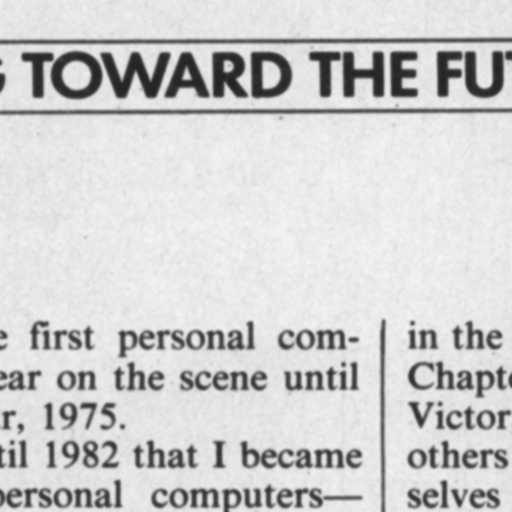 G TOWARD THE FUT
e first personal com-
ear on the scene until
r, 1975.
til 1982 that I became
personal computers—
in the
Chapte
Victor
others
selves